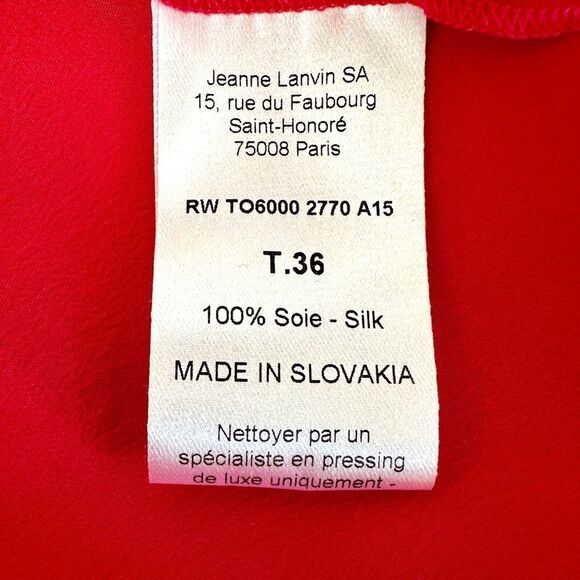 Jeanne Lanvin SA
15, rue du Faubourg
Saint-Honoré
75008 Paris
RW TO6000 2770 A15
T.36
100% Soie - Silk
MADE IN SLOVAKIA
Nettoyer par un
spécialiste en pressing
de luxe uniquement -